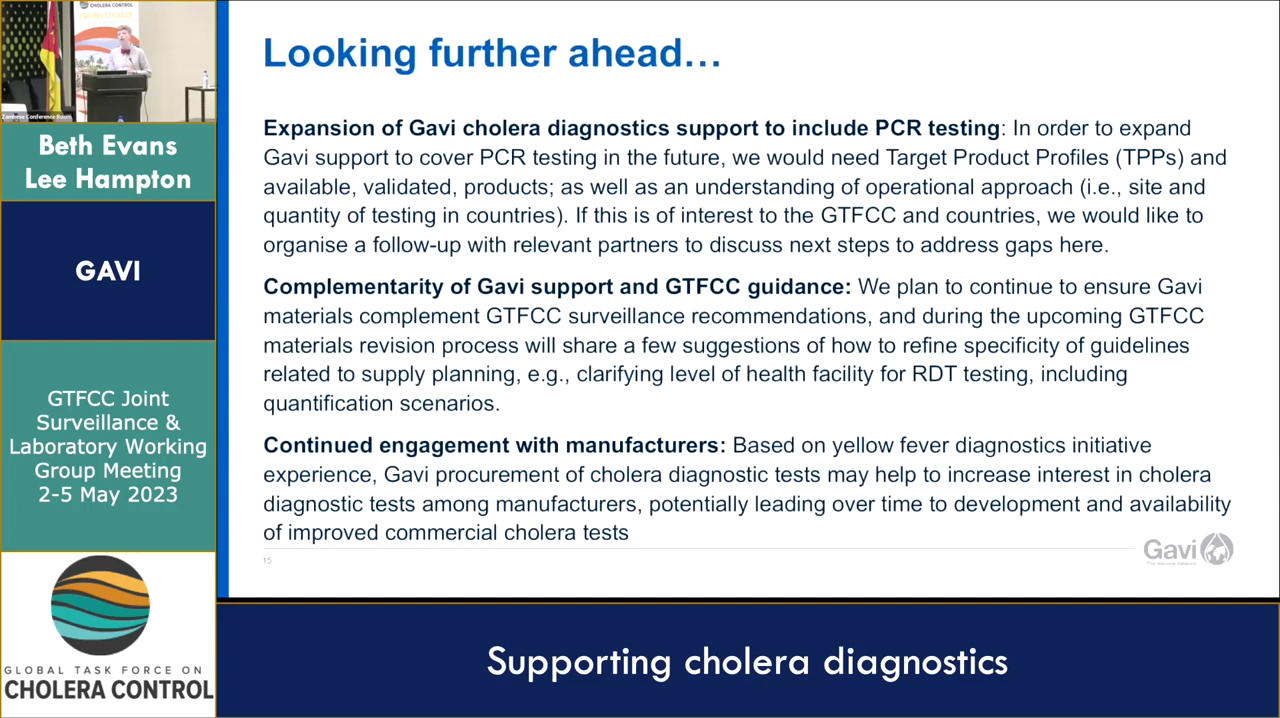 CHOLERA CONTROL
Zambese Conference Room
Beth Evans
Lee Hampton
GAVI
GTFCC Joint
Surveillance &
Laboratory Working
Group Meeting
2-5 May 2023
GLOBAL TASK FORCE ON
CHOLERA CONTROL
Looking further ahead…
Expansion of Gavi cholera diagnostics support to include PCR testing: In order to expand
Gavi support to cover PCR testing in the future, we would need Target Product Profiles (TPPs) and
available, validated, products; as well as an understanding of operational approach (i.e., site and
quantity of testing in countries). If this is of interest to the GTFCC and countries, we would like to
organise a follow-up with relevant partners to discuss next steps to address gaps here.
Complementarity of Gavi support and GTFCC guidance: We plan to continue to ensure Gavi
materials complement GTFCC surveillance recommendations, and during the upcoming GTFCC
materials revision process will share a few suggestions of how to refine specificity of guidelines
related to supply planning, e.g., clarifying level of health facility for RDT testing, including
quantification scenarios.
Continued engagement with manufacturers: Based on yellow fever diagnostics initiative
experience, Gavi procurement of cholera diagnostic tests may help to increase interest in cholera
diagnostic tests among manufacturers, potentially leading over time to development and availability
of improved commercial cholera tests
15
Gavi
The Vaccine Alliance
Supporting cholera diagnostics